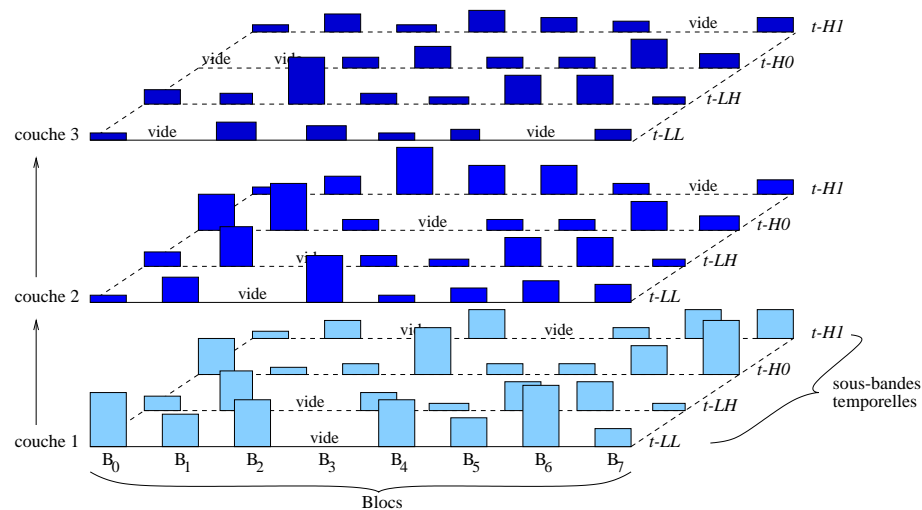 vide t-H1
vide vide t-H0
t-LH
couche 3 vide vide t-LL
vide t-H1
vide t-H0
vide t-LH
couche 2 vide t-LL
vide vide t-H1
t-H0
sous-bandes
temporelles
vide t-LH
couche 1 vide t-LL
B0 B1 B2 B3 B4 B5 B6 B7
Blocs